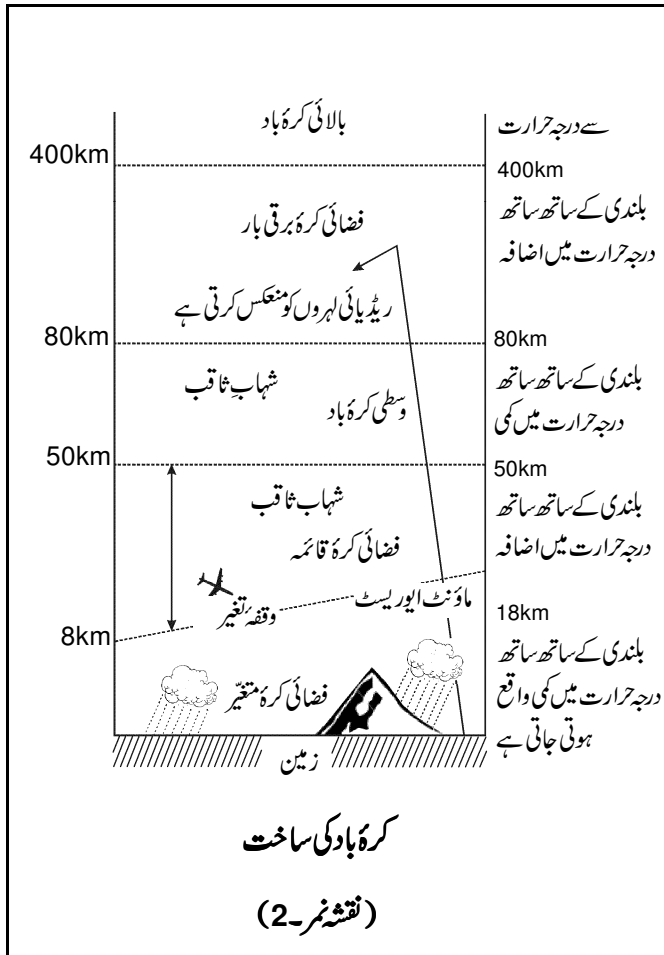 بالائی کرۂ باد
سے درجہ حرارت
400km
400km
فضائی کرۂ برقی بار
بلندی کے ساتھ ساتھ
درجہ حرارت میں اضافہ
ریڈیائی لہروں کو منعکس کرتی ہے
80km
80km
شہابِ ثاقب
وسطی کرۂ باد
بلندی کے ساتھ ساتھ
درجہ حرارت میں کمی
50km
50km
شہاب ثاقب
فضائی کرۂ قائمہ
بلندی کے ساتھ ساتھ
درجہ حرارت میں اضافہ
ماؤنٹ ایوریسٹ
وقفۂ تغیر
8km
18km
فضائی کرۂ متغیّر
بلندی کے ساتھ ساتھ
درجہ حرارت میں کمی واقع
ہوتی جاتی ہے
زمین
کرۂ باد کی ساخت
(نقشہ نمر۔2)